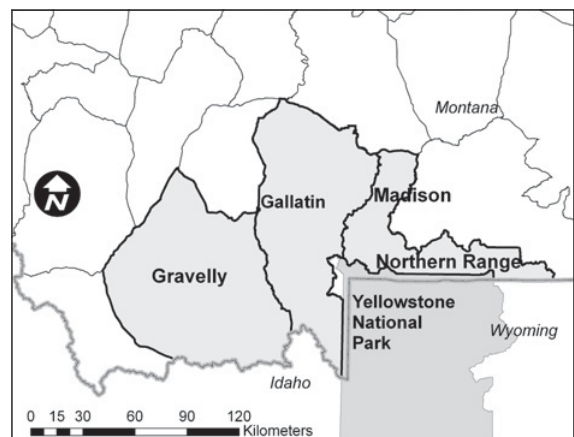 Montana
N
Madison
Gallatin
Northern Range
Gravelly
Yellowstone
National
Park
Wyoming
Idaho
0 15 30 60 90 120
Kilometers